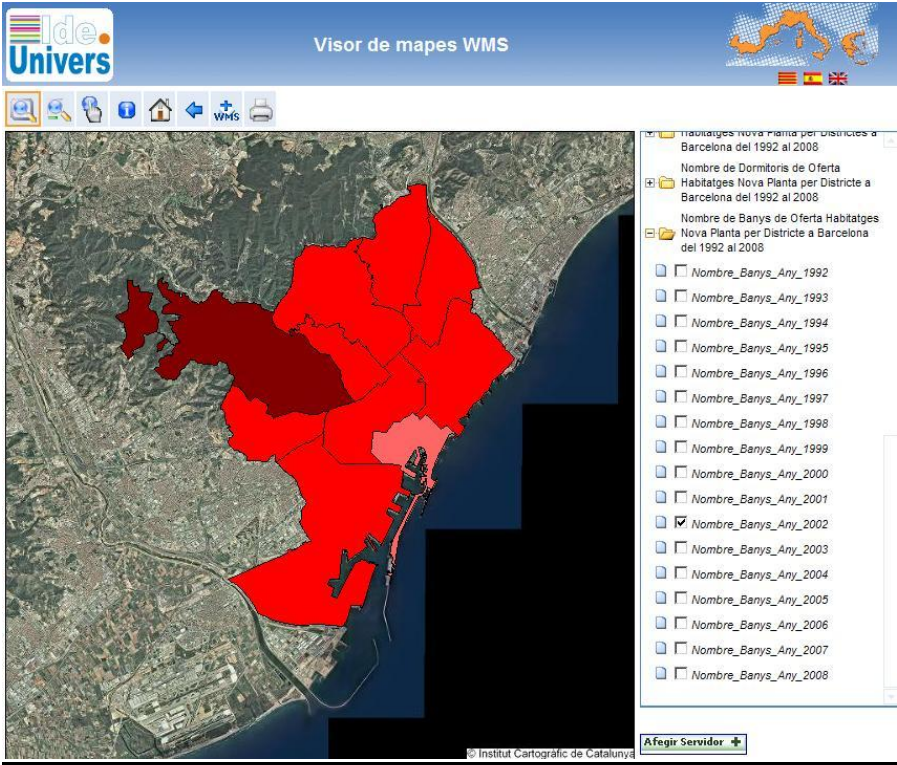 Ide.
Univers
Visor de mapes WMS
WMS
Habitatges Nova Planta per Districtes a
Barcelona del 1992 al 2008
Nombre de Dormitoris de Oferta
Habitatges Nova Planta per Districte a
Barcelona del 1992 al 2008
Nombre de Banys de Oferta Habitatges
Nova Planta per Districte a Barcelona
del 1992 al 2008
Nombre_Banys_Any_1992
Nombre_Banys_Any_1993
Nombre_Banys_Any_1994
Nombre_Banys_Any_1995
Nombre_Banys_Any_1996
Nombre_Banys_Any_1997
Nombre_Banys_Any_1998
Nombre_Banys_Any_1999
Nombre_Banys_Any_2000
Nombre_Banys_Any_2001
Nombre_Banys_Any_2002
Nombre_Banys_Any_2003
Nombre_Banys_Any_2004
Nombre_Banys_Any_2005
Nombre_Banys_Any_2006
Nombre_Banys_Any_2007
Nombre_Banys_Any_2008
© Institut Cartogràfic de Catalunya
Afegir Servidor +